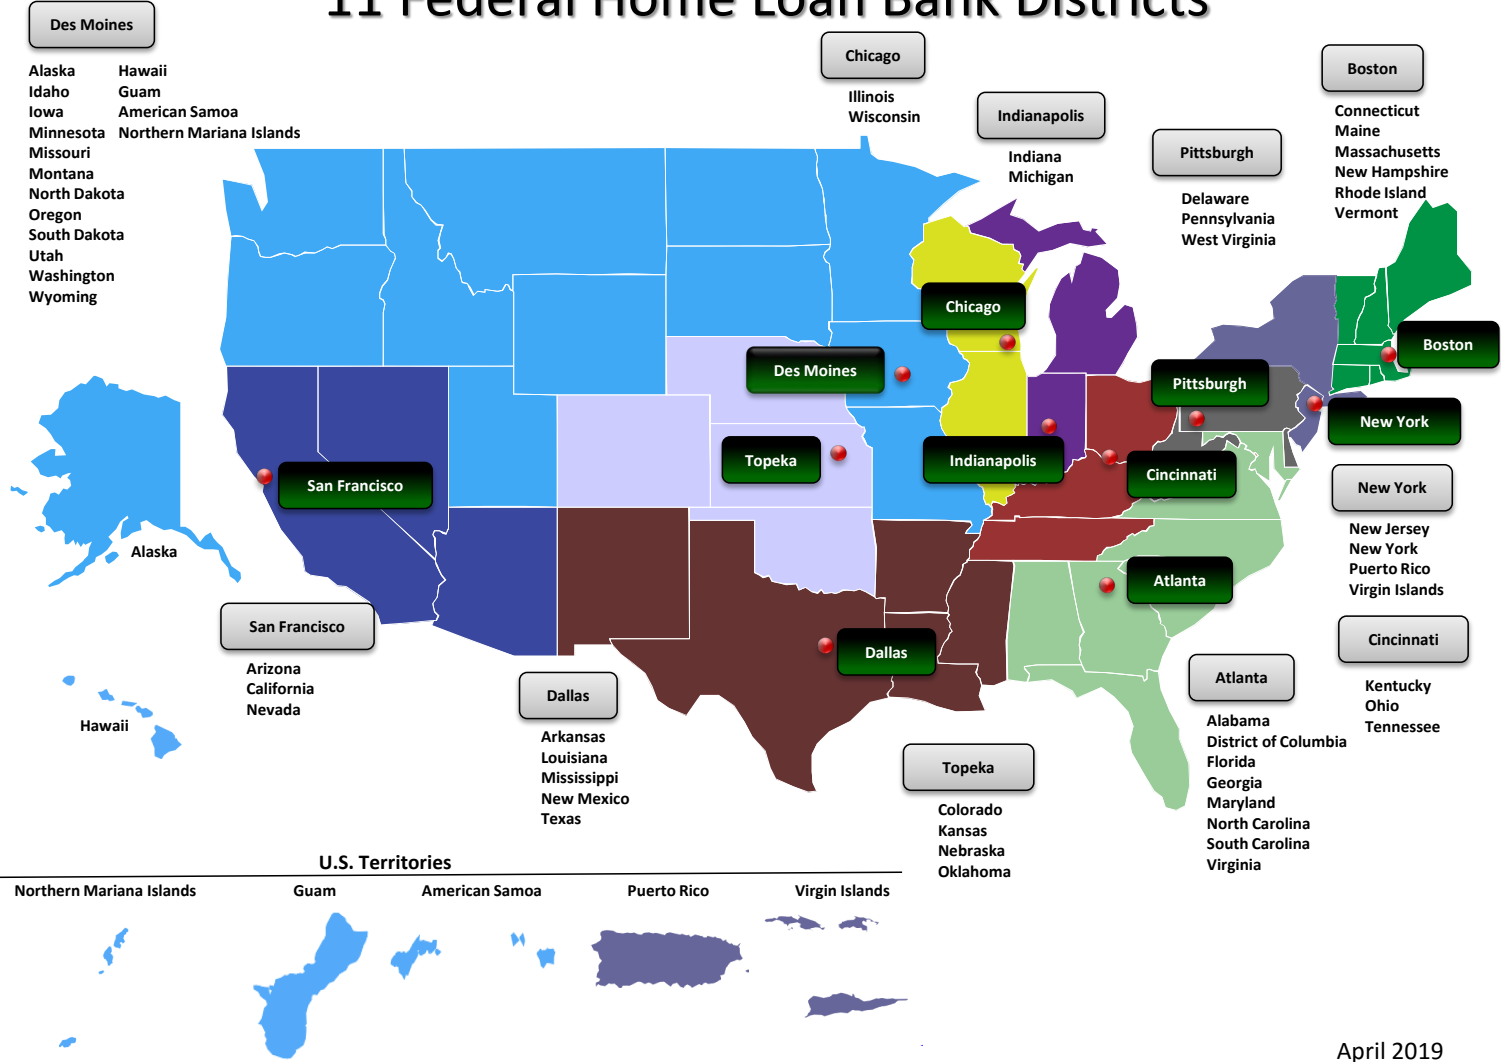 11 Federal Home Loan Bank Districts
Des Moines
Alaska
Idaho
Iowa
Minnesota
Missouri
Montana
North Dakota
Oregon
South Dakota
Utah
Washington
Wyoming
Hawaii
Guam
American Samoa
Northern Mariana Islands
Chicago
Illinois
Wisconsin
Indianapolis
Indiana
Michigan
Pittsburgh
Delaware
Pennsylvania
West Virginia
Boston
Connecticut
Maine
Massachusetts
New Hampshire
Rhode Island
Vermont
Chicago
Boston
Des Moines
Pittsburgh
New York
Topeka
Indianapolis
Cincinnati
San Francisco
Atlanta
Dallas
Alaska
Hawaii
New York
New Jersey
New York
Puerto Rico
Virgin Islands
San Francisco
Arizona
California
Nevada
Cincinnati
Kentucky
Ohio
Tennessee
Dallas
Arkansas
Louisiana
Mississippi
New Mexico
Texas
Atlanta
Alabama
District of Columbia
Florida
Georgia
Maryland
North Carolina
South Carolina
Virginia
Topeka
Colorado
Kansas
Nebraska
Oklahoma
U.S. Territories
Northern Mariana Islands
Guam
American Samoa
Puerto Rico
Virgin Islands
April 2019